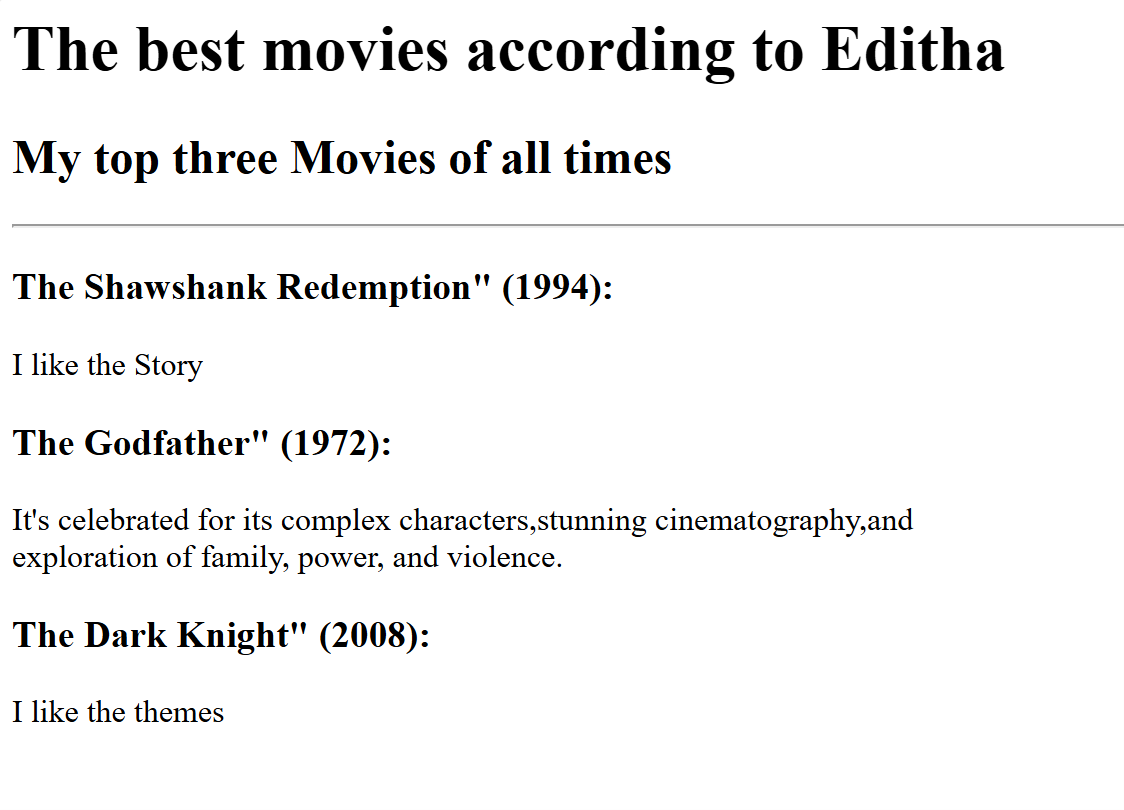 The best movies according to Editha
My top three Movies of all times
The Shawshank Redemption" (1994):
I like the Story
The Godfather" (1972):
It's celebrated for its complex characters,stunning cinematography,and
exploration of family, power, and violence.
The Dark Knight" (2008):
I like the themes